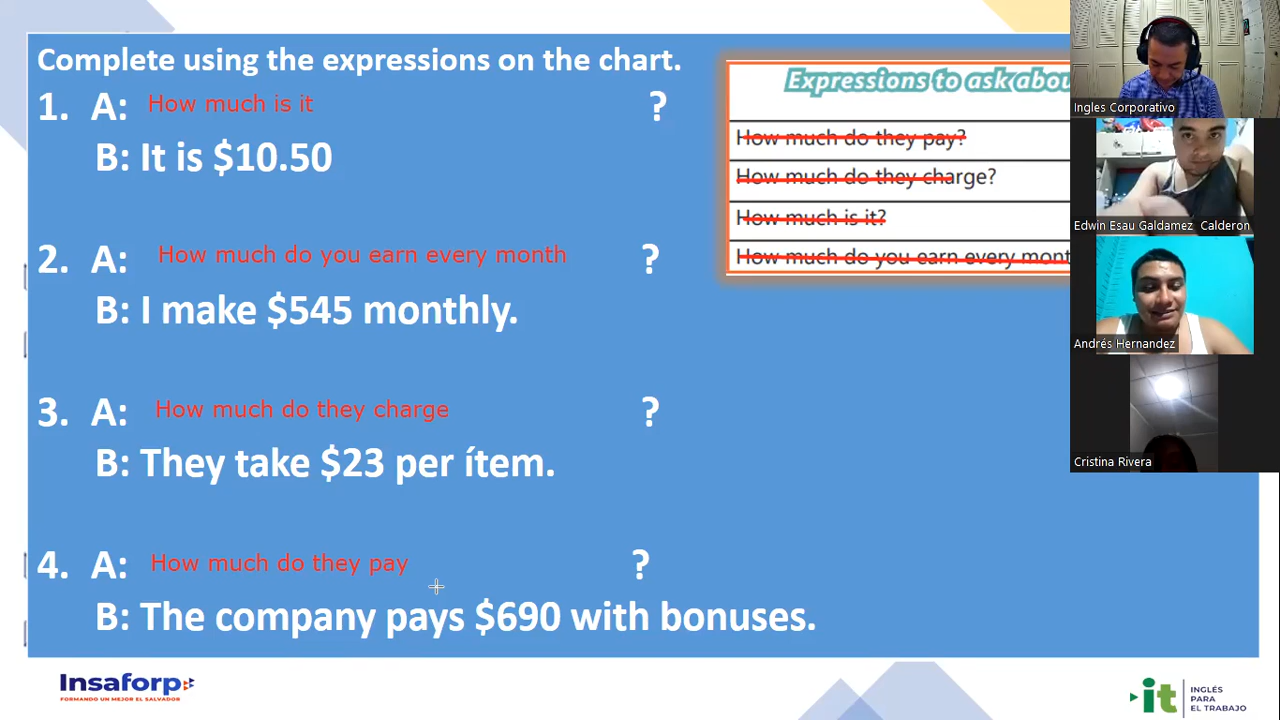 Complete using the expressions on the chart.
1. A: How much is it ?
B: It is $10.50
2. A: How much do you earn every month ?
B: I make $545 monthly.
3. A: How much do they charge ?
B: They take $23 per ítem.
4. A: How much do they pay ?
B: The company pays $690 with bonuses.
Expressions to ask abou
How much do they pay?
How much do they charge?
How much is it?
How much do you earn every mont
Ingles Corporativo
Edwin Esau Galdamez Calderon
Andrés Hernandez
Cristina Rivera
Insaforp
FORMANDO UN MEJOR EL SALVADOR
it
INGLÉS
PARA
EL TRABAJO